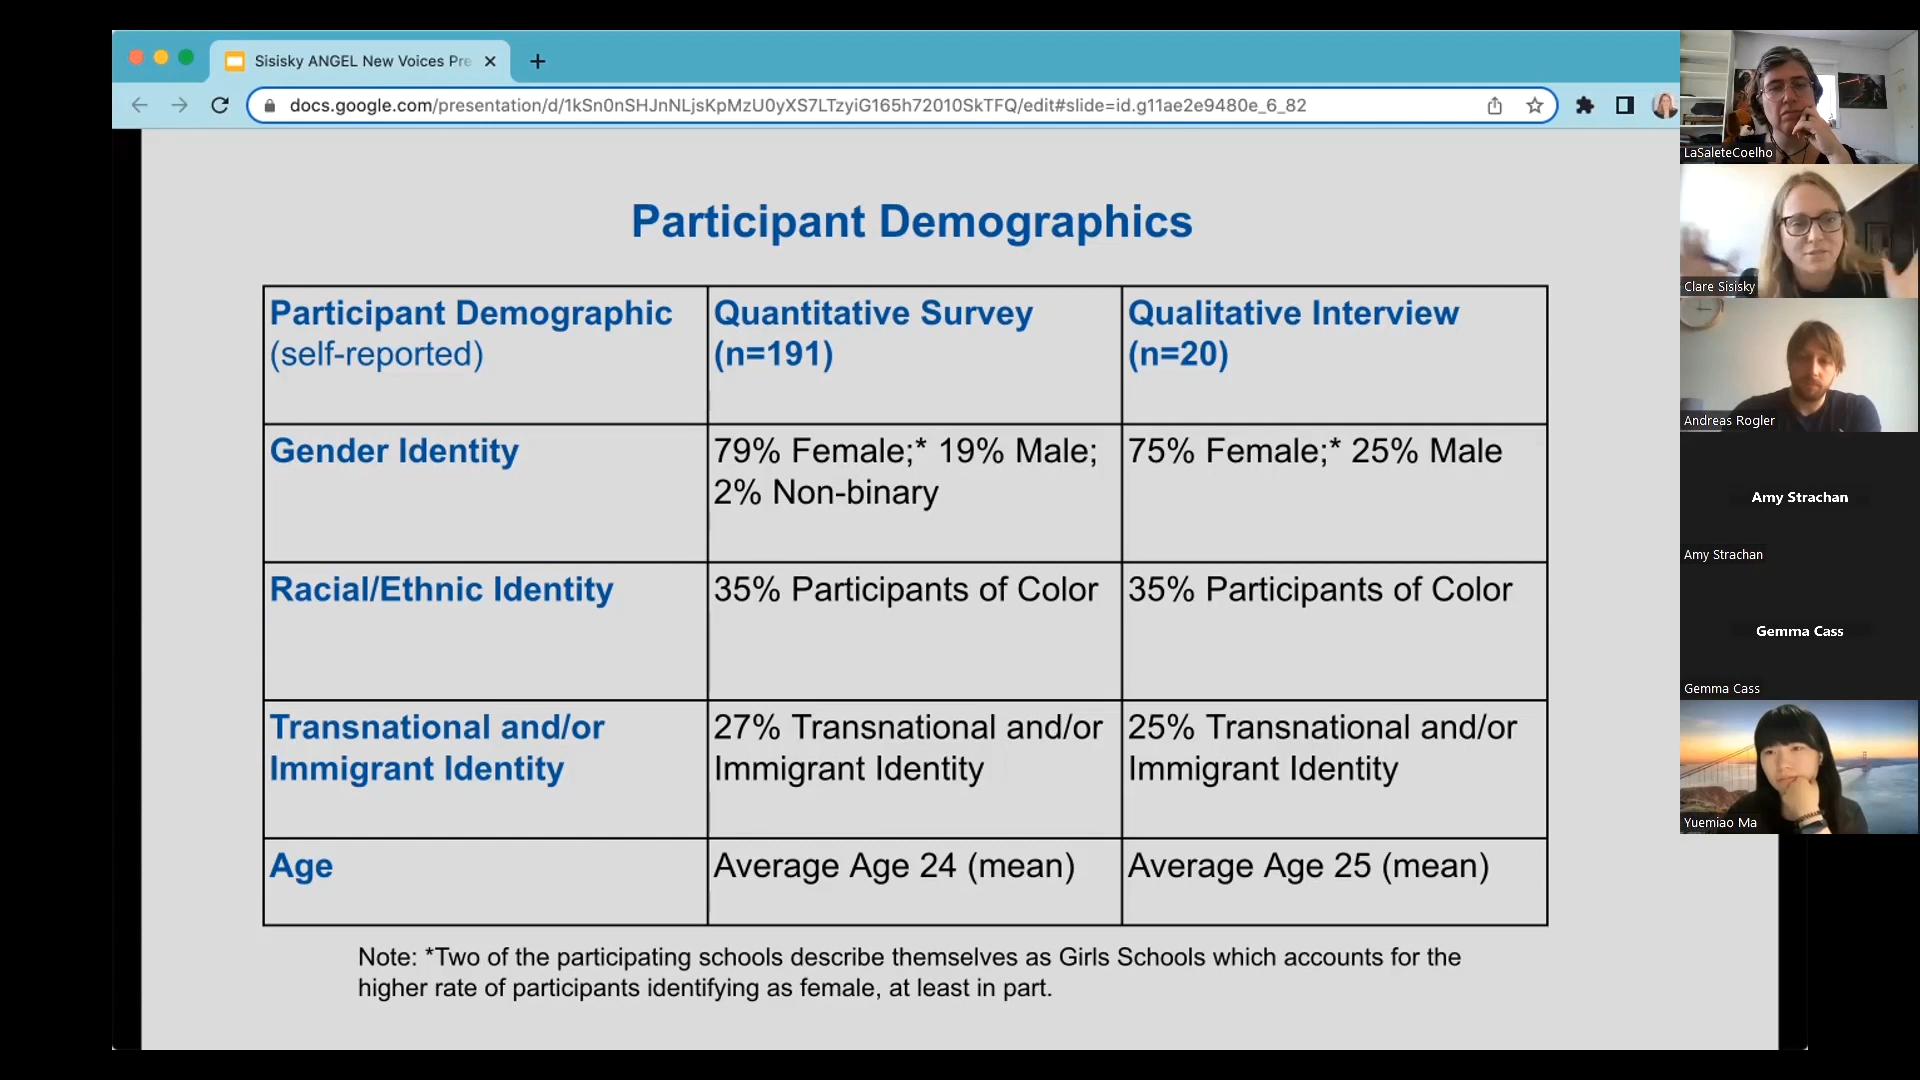 Sisisky ANGEL New Voices Pre
docs.google.com/presentation/d/1kSn0nSHJnNLjsKpMzU0yXS7LTzyiG165h72010SkTFQ/edit#slide=id.g11ae2e9480e_6_82
Participant Demographics
Participant Demographic
(self-reported)
Quantitative Survey
(n=191)
Qualitative Interview
(n=20)
Gender Identity
79% Female;* 19% Male;
2% Non-binary
75% Female;* 25% Male
Racial/Ethnic Identity
35% Participants of Color
35% Participants of Color
Transnational and/or
Immigrant Identity
27% Transnational and/or
Immigrant Identity
25% Transnational and/or
Immigrant Identity
Age
Average Age 24 (mean)
Average Age 25 (mean)
Note: *Two of the participating schools describe themselves as Girls Schools which accounts for the
higher rate of participants identifying as female, at least in part.
LaSaleteCoelho
Clare Sisisky
Andreas Rogler
Amy Strachan
Amy Strachan
Gemma Cass
Gemma Cass
Yuemiao Ma